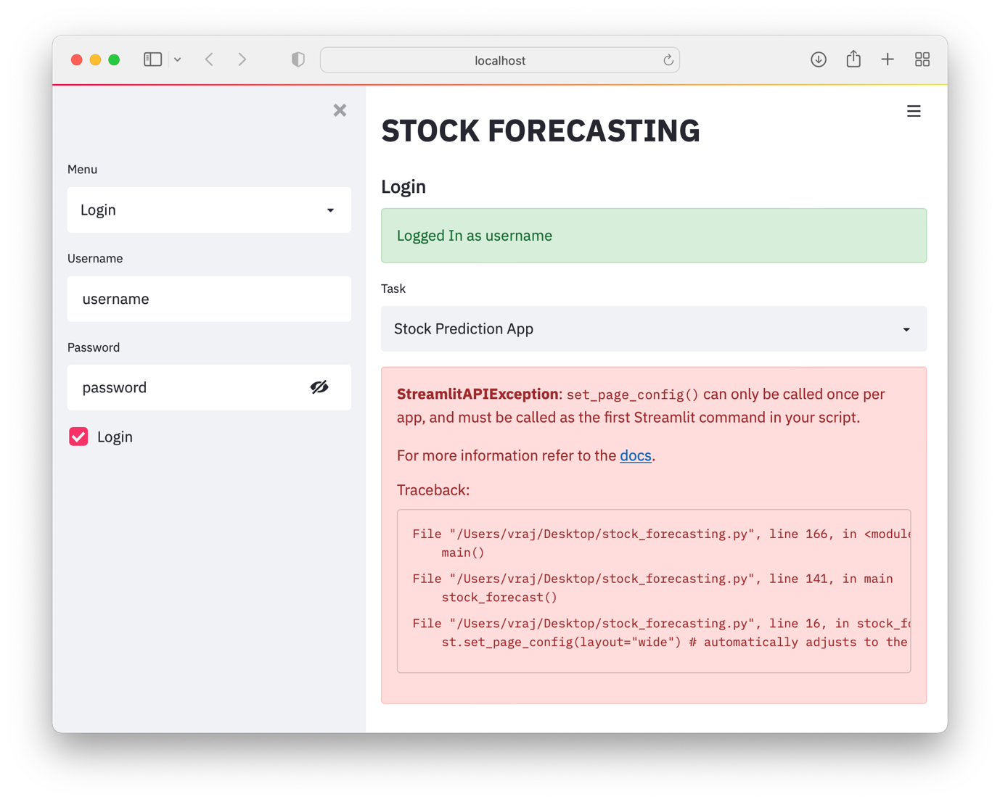 localhost
Menu
Login
Username
username
Password
password
Login
STOCK FORECASTING
Login
Logged In as username
Task
Stock Prediction App
StreamlitAPIException: set_page_config() can only be called once per
app, and must be called as the first Streamlit command in your script.
For more information refer to the docs.
Traceback:
File "/Users/vraj/Desktop/stock_forecasting.py", line 166, in <module
main()
File "/Users/vraj/Desktop/stock_forecasting.py", line 141, in main
stock_forecast()
File "/Users/vraj/Desktop/stock_forecasting.py", line 16, in stock_fo
st.set_page_config(layout="wide") # automatically adjusts to the